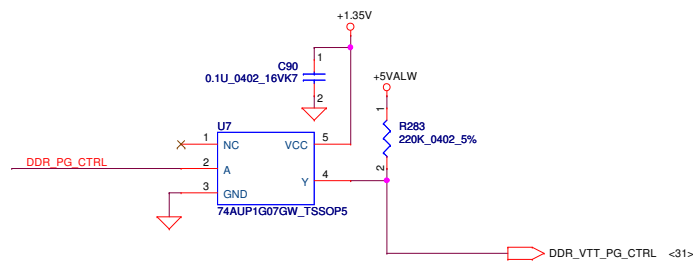 +1.35V
1
C90
0.1U_0402_16VK7
2
+5VALW
1
R283
220K_0402_5%
2
U7
1 NC VCC 5
DDR_PG_CTRL 2 A
Y 4
3 GND
74AUP1G07GW_TSSOP5
DDR_VTT_PG_CTRL <31>